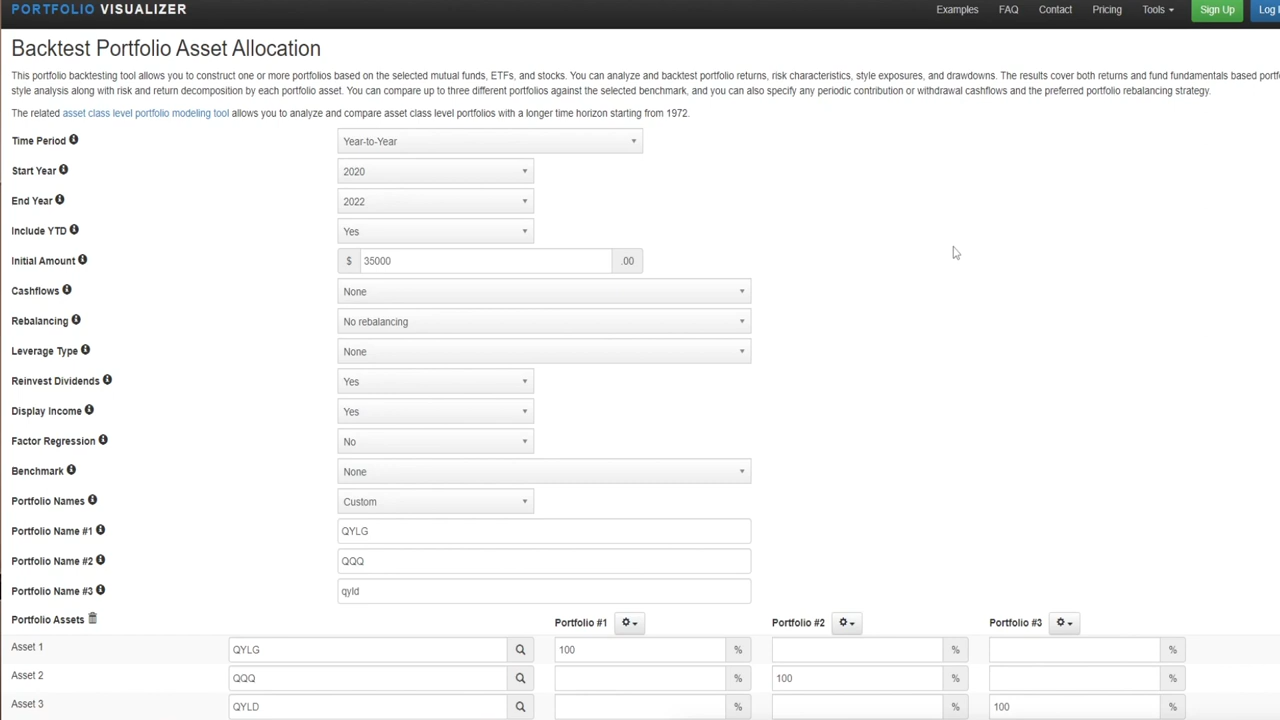 PORTFOLIO VISUALIZER Examples FAQ Contact Pricing Tools Sign Up Log
Backtest Portfolio Asset Allocation
This portfolio backtesting tool allows you to construct one or more portfolios based on the selected mutual funds, ETFs, and stocks. You can analyze and backtest portfolio returns, risk characteristics, style exposures, and drawdowns. The results cover both returns and fund fundamentals based portf
style analysis along with risk and return decomposition by each portfolio asset. You can compare up to three different portfolios against the selected benchmark, and you can also specify any periodic contribution or withdrawal cashflows and the preferred portfolio rebalancing strategy.
The related asset class level portfolio modeling tool allows you to analyze and compare asset class level portfolios with a longer time horizon starting from 1972.
Time Period Year-to-Year
Start Year 2020
End Year 2022
Include YTD Yes
Initial Amount $ 35000 .00
Cashflows None
Rebalancing No rebalancing
Leverage Type None
Reinvest Dividends Yes
Display Income Yes
Factor Regression No
Benchmark None
Portfolio Names Custom
Portfolio Name #1 QYLG
Portfolio Name #2 QQQ
Portfolio Name #3 qyld
Portfolio Assets Portfolio #1 Portfolio #2 Portfolio #3
Asset 1 QYLG 100 % % %
Asset 2 QQQ % 100 % %
Asset 3 QYLD % % 100 %